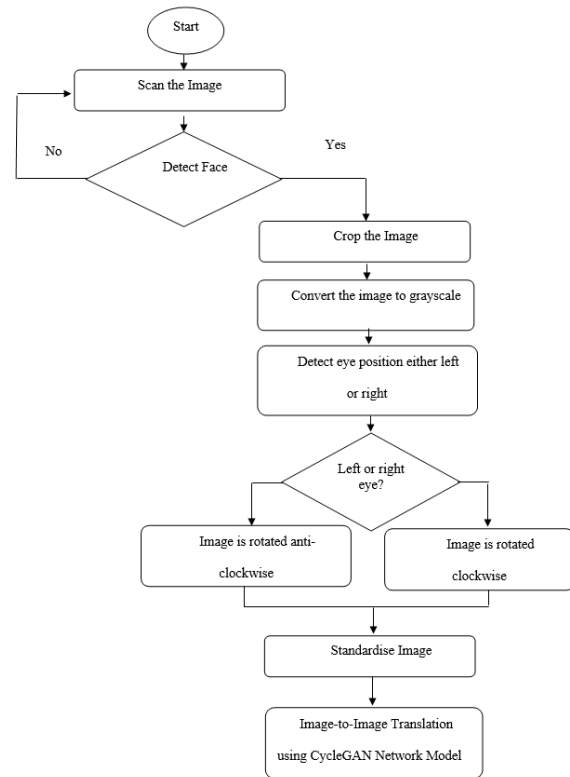 Start
Scan the Image
No
Yes
Detect Face
Crop the Image
Convert the image to grayscale
Detect eye position either left
or right
Left or right
eye?
Image is rotated anti-
clockwise
Image is rotated
clockwise
Standardise Image
Image-to-Image Translation
using CycleGAN Network Model